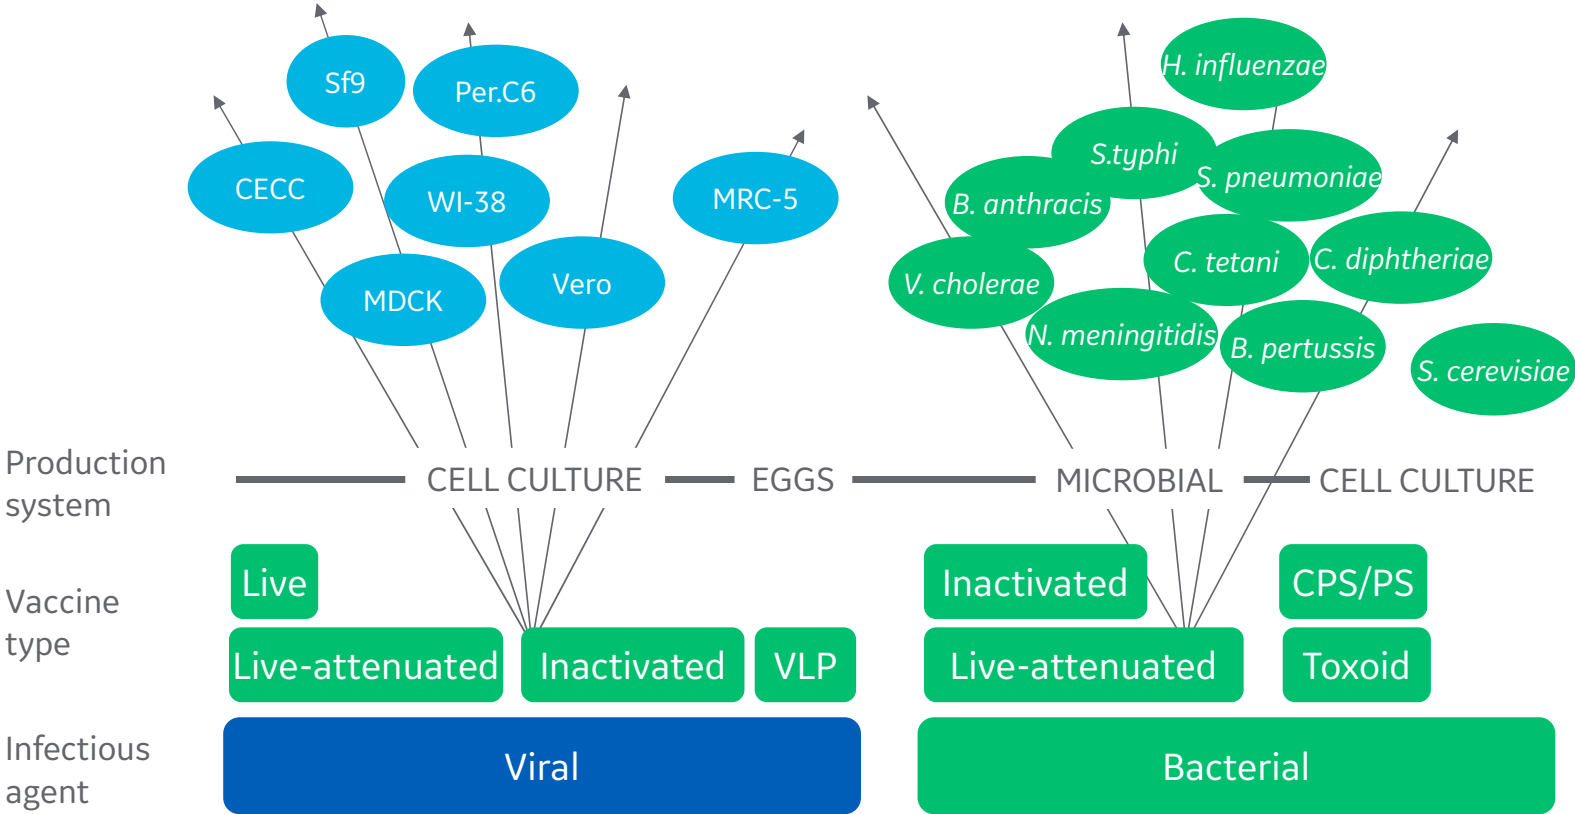 Sf9
Per.C6
CECC
WI-38
MRC-5
MDCK
Vero
H. influenzae
S.typhi
S. pneumoniae
B. anthracis
C. tetani
C. diphtheriae
V. cholerae
N. meningitidis
B. pertussis
S. cerevisiae
Production
system
CELL CULTURE
EGGS
MICROBIAL
CELL CULTURE
Vaccine
type
Live
Live-attenuated
Inactivated
VLP
Inactivated
CPS/PS
Live-attenuated
Toxoid
Infectious
agent
Viral
Bacterial